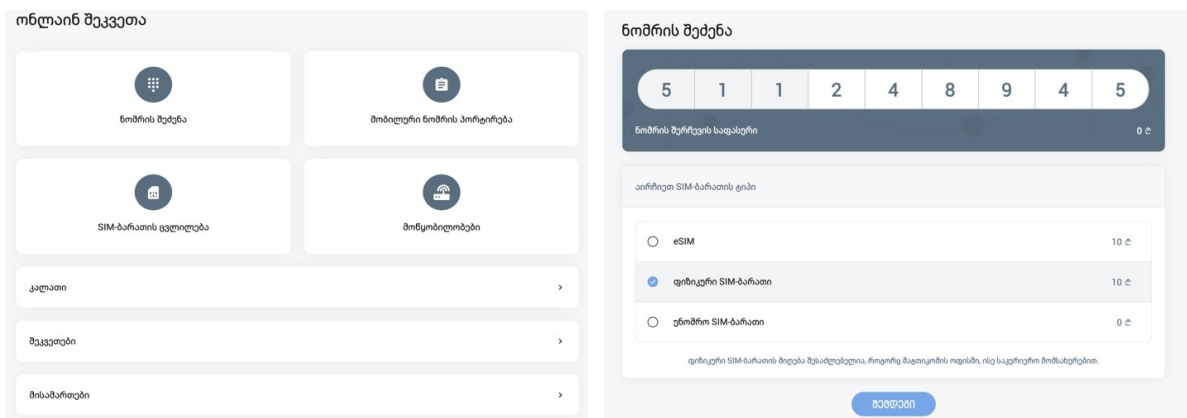 ონლაინ შეკვეთა
ნომრის შეძენა
მობილური ნომრის პორტირება
SIM-ბარათის ცვლილება
მოწყობილობები
კალათი
შეკვეთები
მისამართები
ნომრის შეძენა
5 1 1 2 4 8 9 4 5
ნომრის შერჩევის საფასური 0 ₾
აირჩიეთ SIM-ბარათის ტიპი
eSIM 10 ₾
ფიზიკური SIM-ბარათი 10 ₾
უნომრო SIM-ბარათი 0 ₾
ფიზიკური SIM-ბარათის მიღება შესაძლებელია, როგორც მაგთიკომის ოფისში, ისე საკურიერო მომსახურებით.
შემდეგი